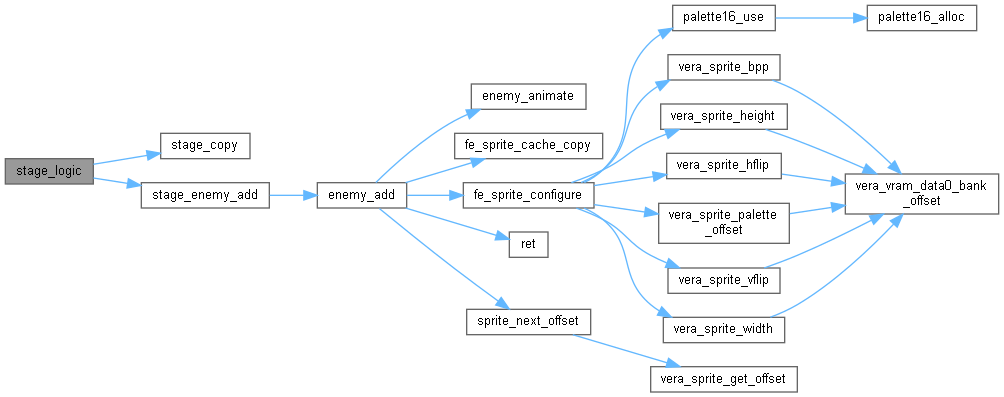 palette16_use
palette16_alloc
vera_sprite_bpp
enemy_animate
vera_sprite_height
stage_copy
fe_sprite_cache_copy
vera_sprite_hflip
stage_logic
stage_enemy_add
enemy_add
fe_sprite_configure
vera_vram_data0_bank
_offset
vera_sprite_palette
_offset
ret
vera_sprite_vflip
sprite_next_offset
vera_sprite_width
vera_sprite_get_offset